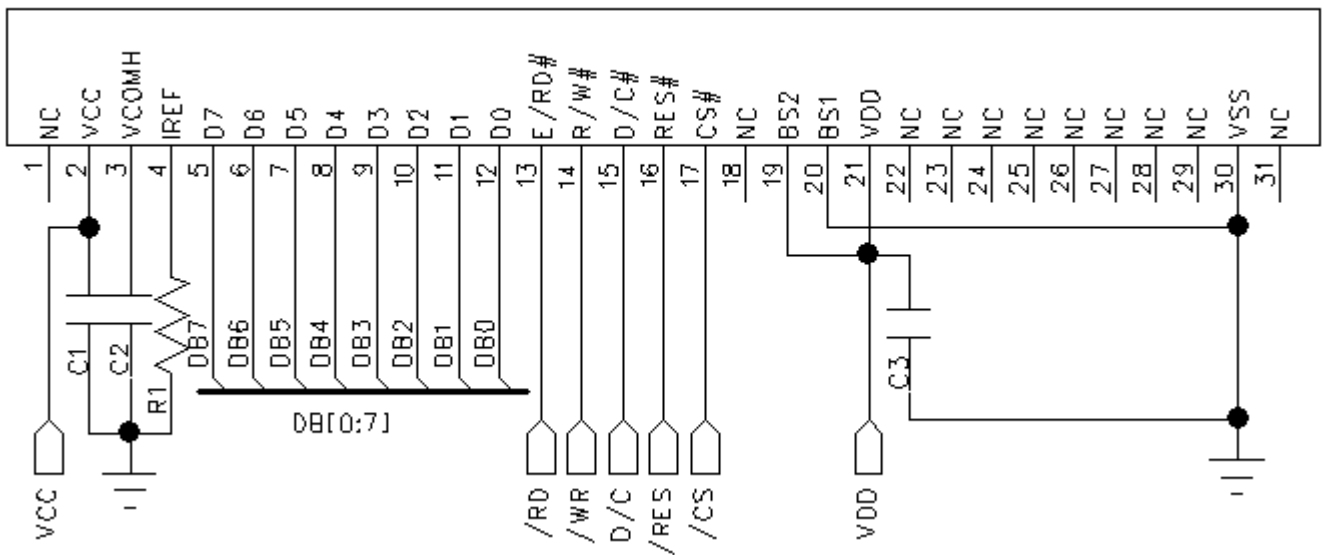 NC
VCC
VCOMH
IREF
D7
D6
D5
D4
D3
D2
D1
D0
E/RD#
R/W#
D/C#
RES#
CS#
NC
BS2
BS1
VDD
NC
NC
NC
NC
NC
NC
NC
NC
VSS
NC
1
2
3
4
5
6
7
8
9
10
11
12
13
14
15
16
17
18
19
20
21
22
23
24
25
26
27
28
29
30
31
C1
C2
R1
DB7
DB6
DB5
DB4
DB3
DB2
DB1
DB0
C3
DB[0:7]
VCC
/RD
/WR
D/C
/RES
/CS
VDD